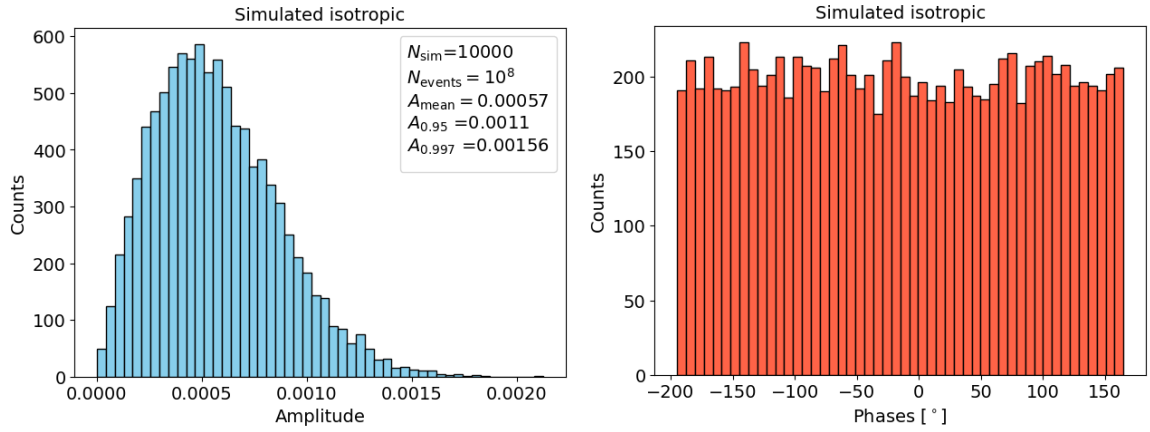 Simulated isotropic
N_sim=10000
N_events = 10^8
A_mean = 0.00057
A_0.95 =0.0011
A_0.997 =0.00156
Counts
600
500
400
300
200
100
0
0.0000 0.0005 0.0010 0.0015 0.0020
Amplitude
Simulated isotropic
Counts
200
150
100
50
0
−200 −150 −100 −50 0 50 100 150
Phases [°]